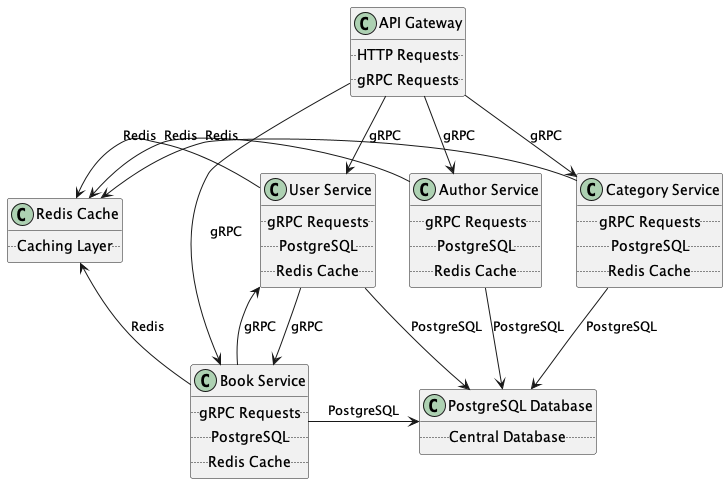 C API Gateway
HTTP Requests
gRPC Requests
Redis Redis Redis gRPC gRPC gRPC
C Redis Cache
Caching Layer
C User Service
gRPC Requests
PostgreSQL
Redis Cache
C Author Service
gRPC Requests
PostgreSQL
Redis Cache
C Category Service
gRPC Requests
PostgreSQL
Redis Cache
gRPC
Redis gRPC gRPC PostgreSQL PostgreSQL PostgreSQL
C Book Service
gRPC Requests
PostgreSQL
Redis Cache
PostgreSQL
C PostgreSQL Database
Central Database